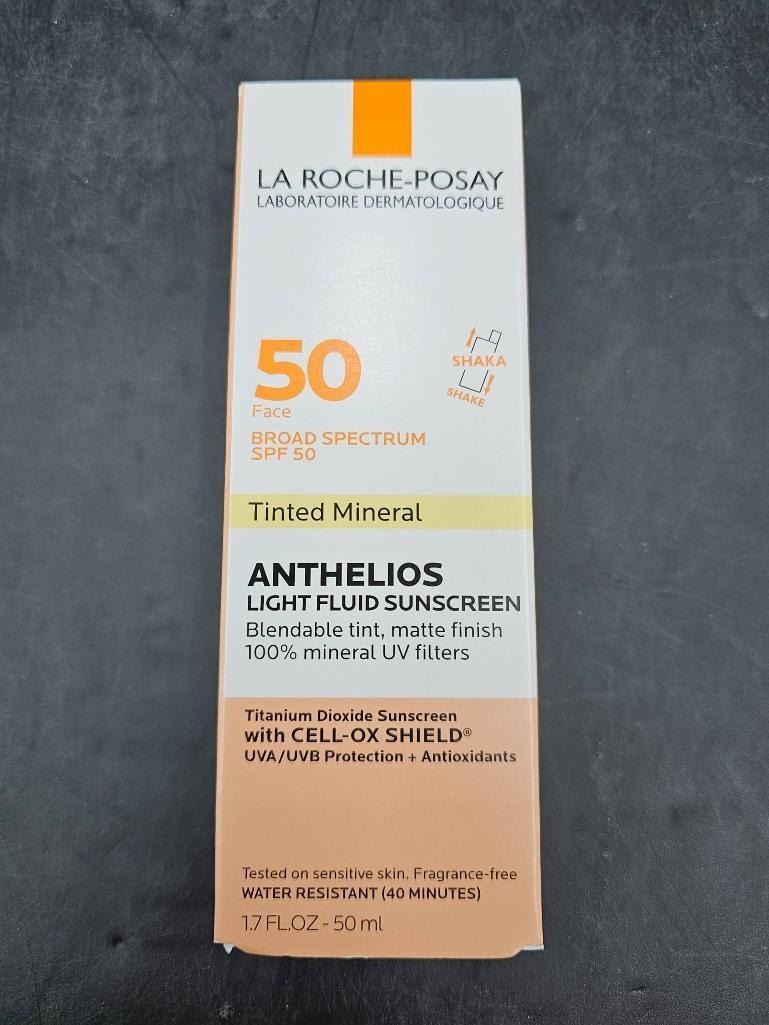 LA ROCHE-POSAY
LABORATOIRE DERMATOLOGIQUE
50
Face
SHAKA
SHAKE
BROAD SPECTRUM
SPF 50
Tinted Mineral
ANTHELIOS
LIGHT FLUID SUNSCREEN
Blendable tint, matte finish
100% mineral UV filters
Titanium Dioxide Sunscreen
with CELL-OX SHIELD®
UVA/UVB Protection + Antioxidants
Tested on sensitive skin. Fragrance-free
WATER RESISTANT (40 MINUTES)
1.7 FL.OZ - 50 ml